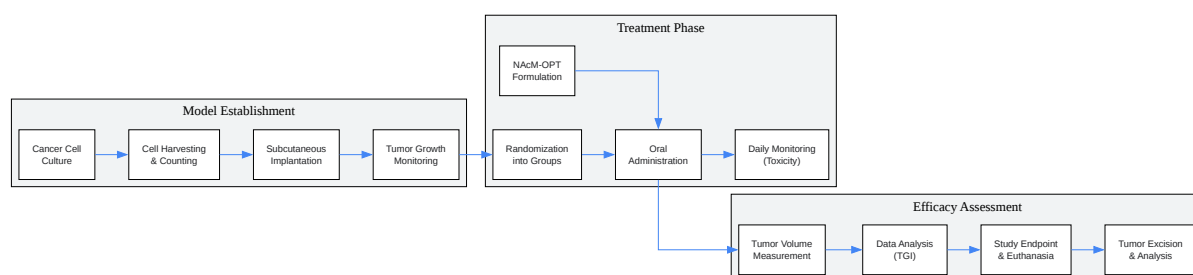 Treatment Phase
NAcM-OPT
Formulation
Model Establishment
Cancer Cell
Culture
Cell Harvesting
& Counting
Subcutaneous
Implantation
Tumor Growth
Monitoring
Randomization
into Groups
Oral
Administration
Daily Monitoring
(Toxicity)
Efficacy Assessment
Tumor Volume
Measurement
Data Analysis
(TGI)
Study Endpoint
& Euthanasia
Tumor Excision
& Analysis